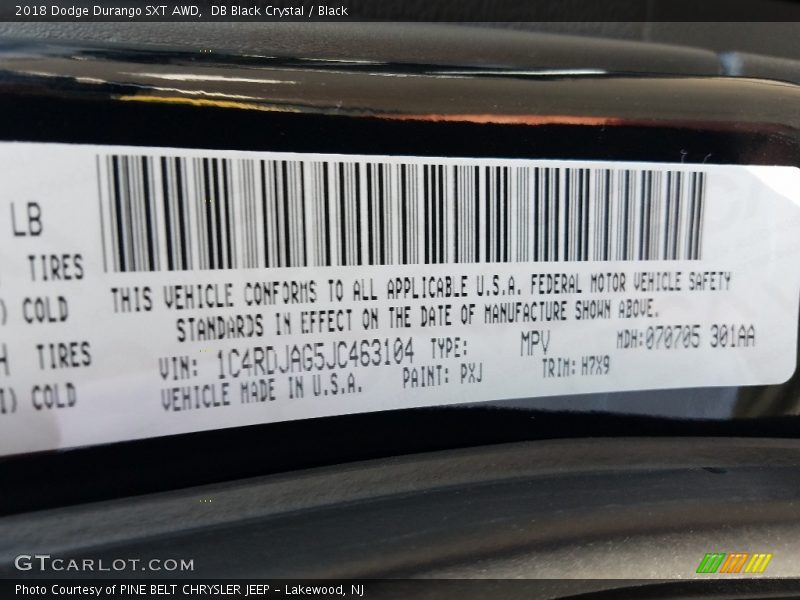 2018 Dodge Durango SXT AWD, DB Black Crystal / Black
LB
TIRES
COLD
TIRES
COLD
THIS VEHICLE CONFORMS TO ALL APPLICABLE U.S.A. FEDERAL MOTOR VEHICLE SAFETY
STANDARDS IN EFFECT ON THE DATE OF MANUFACTURE SHOWN ABOVE.
VIN: 1C4RDJAG5JC463104 TYPE: MPV MDH:070705 301AA
VEHICLE MADE IN U.S.A. PAINT: PXJ TRIM: H7X9
GTCARLOT.COM
Photo Courtesy of PINE BELT CHRYSLER JEEP - Lakewood, NJ